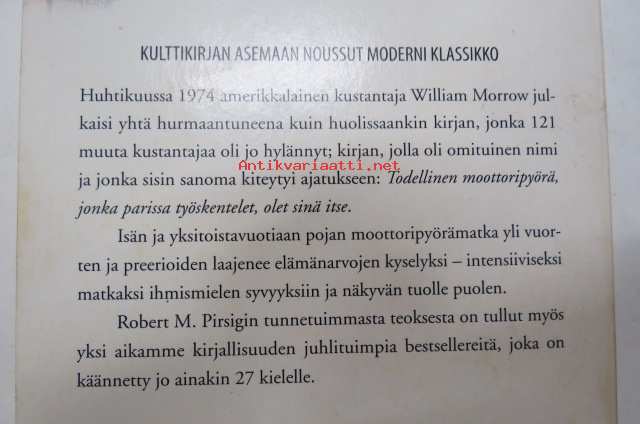 KULTTIKIRJAN ASEMAAN NOUSSUT MODERNI KLASSIKKO
Huhtikuussa 1974 amerikkalainen kustantaja William Morrow jul-
kaisi yhtä hurmaantuneena kuin huolissaankin kirjan, jonka 121
muuta kustantajaa oli jo hylännyt; kirjan, jolla oli omituinen nimi
Antikvariaatti.net
ja jonka sisin sanoma kiteytyi ajatukseen: Todellinen moottoripyörä,
jonka parissa työskentelet, olet sinä itse.
Isän ja yksitoistavuotiaan pojan moottoripyörämatka yli vuor-
ten ja preerioiden laajenee elämänarvojen kyselyksi – intensiiviseksi
matkaksi ihmismielen syvyyksiin ja näkyvän tuolle puolen.
Robert M. Pirsigin tunnetuimmasta teoksesta on tullut myös
yksi aikamme kirjallisuuden juhlituimpia bestsellereitä, joka on
käännetty jo ainakin 27 kielelle.